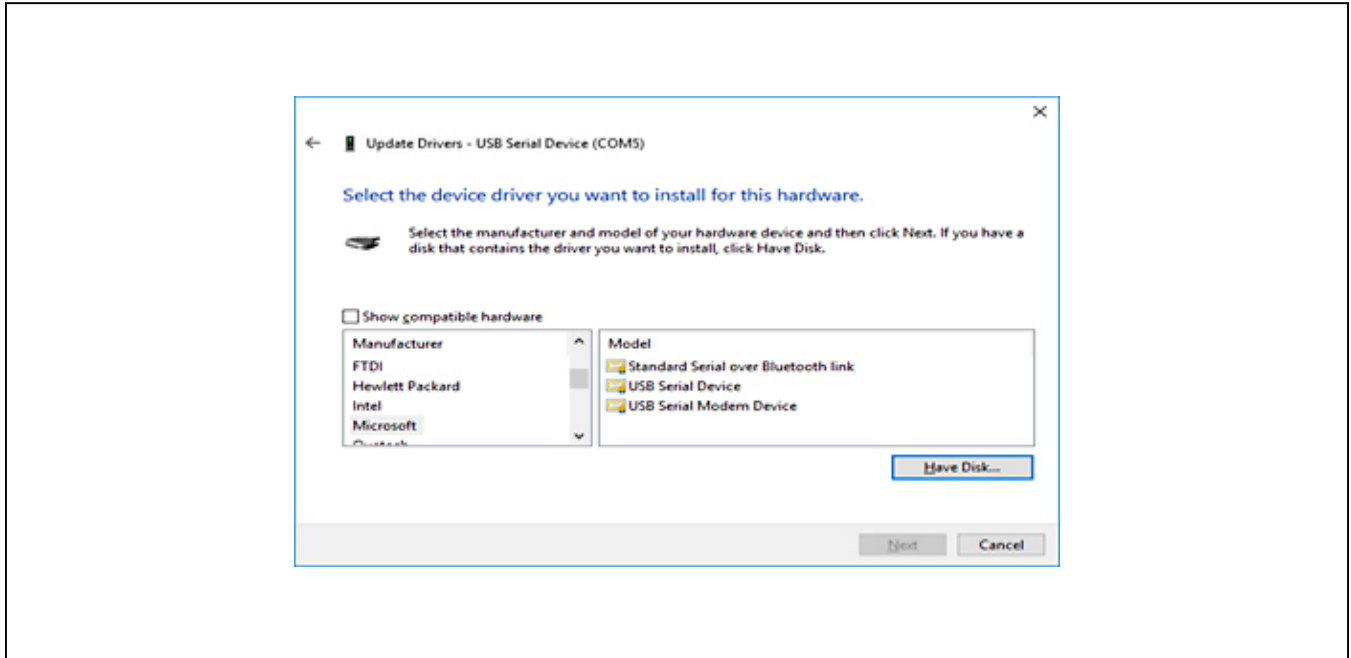 Update Drivers - USB Serial Device (COM5)
Select the device driver you want to install for this hardware.
Select the manufacturer and model of your hardware device and then click Next. If you have a
disk that contains the driver you want to install, click Have Disk.
Show compatible hardware
Manufacturer
FTDI
Hewlett Packard
Intel
Microsoft
Model
Standard Serial over Bluetooth link
USB Serial Device
USB Serial Modem Device
Have Disk...
Next
Cancel